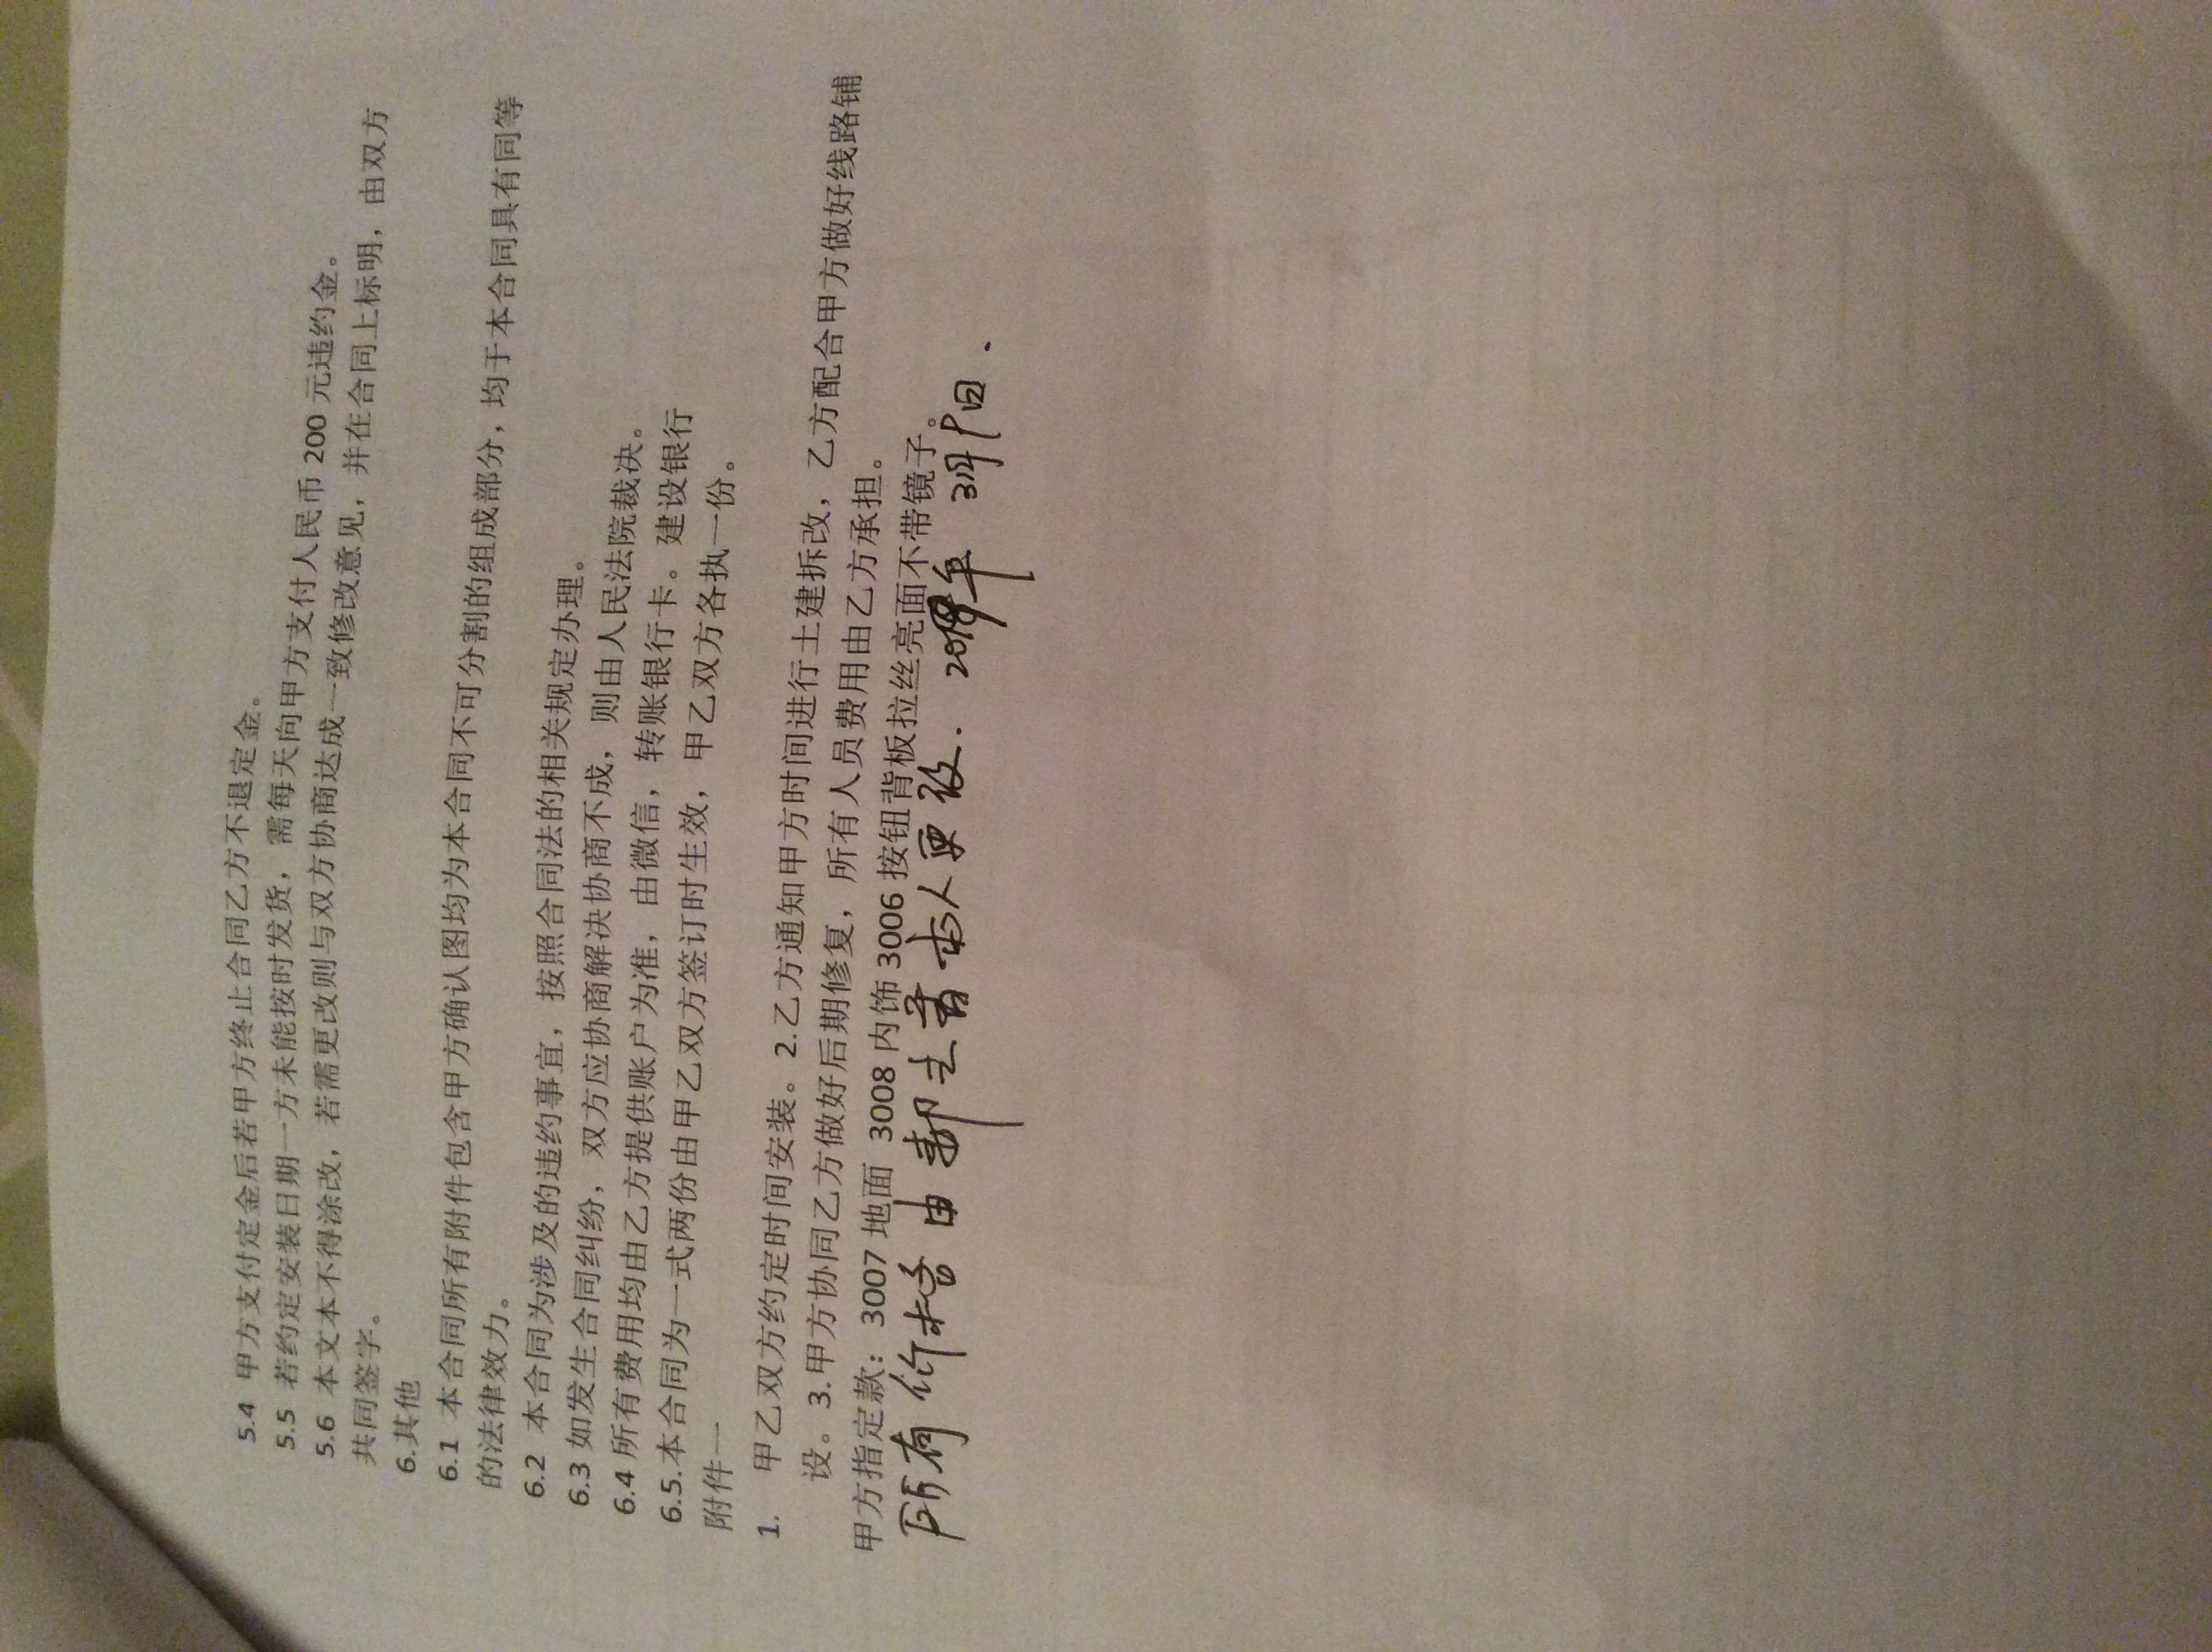 5.4 甲方支付定金后若甲方终止合同乙方不退定金。
5.5 若约定安装日期一方未能按时发货，需每天向甲方支付人民币 200 元违约金。
5.6 本文本不得涂改，若需更改则与双方协商达成一致修改意见，并在合同上标明，由双方
共同签字。
6.其他
6.1 本合同所有附件包含甲方确认图均为本合同不可分割的组成部分，均于本合同具有同等
的法律效力。
6.2 本合同为涉及的违约事宜，按照合同法的相关规定办理。
6.3 如发生合同纠纷，双方应协商解决协商不成，则由人民法院裁决。
6.4 所有费用均由乙方提供账户为准，由微信，转账银行卡。建设银行
6.5.本合同为一式两份由甲乙双方签订时生效，甲乙双方各执一份。
附件一
1. 甲乙双方约定时间安装。2.乙方通知甲方时间进行土建拆改，乙方配合甲方做好线路铺
设。3.甲方协同乙方做好后期修复，所有人员费用由乙方承担。
甲方指定款：3007 地面 3008 内饰 3006 按钮背板拉丝亮面不带镜子。
所有价格由 本人更改. 年 3月9日.